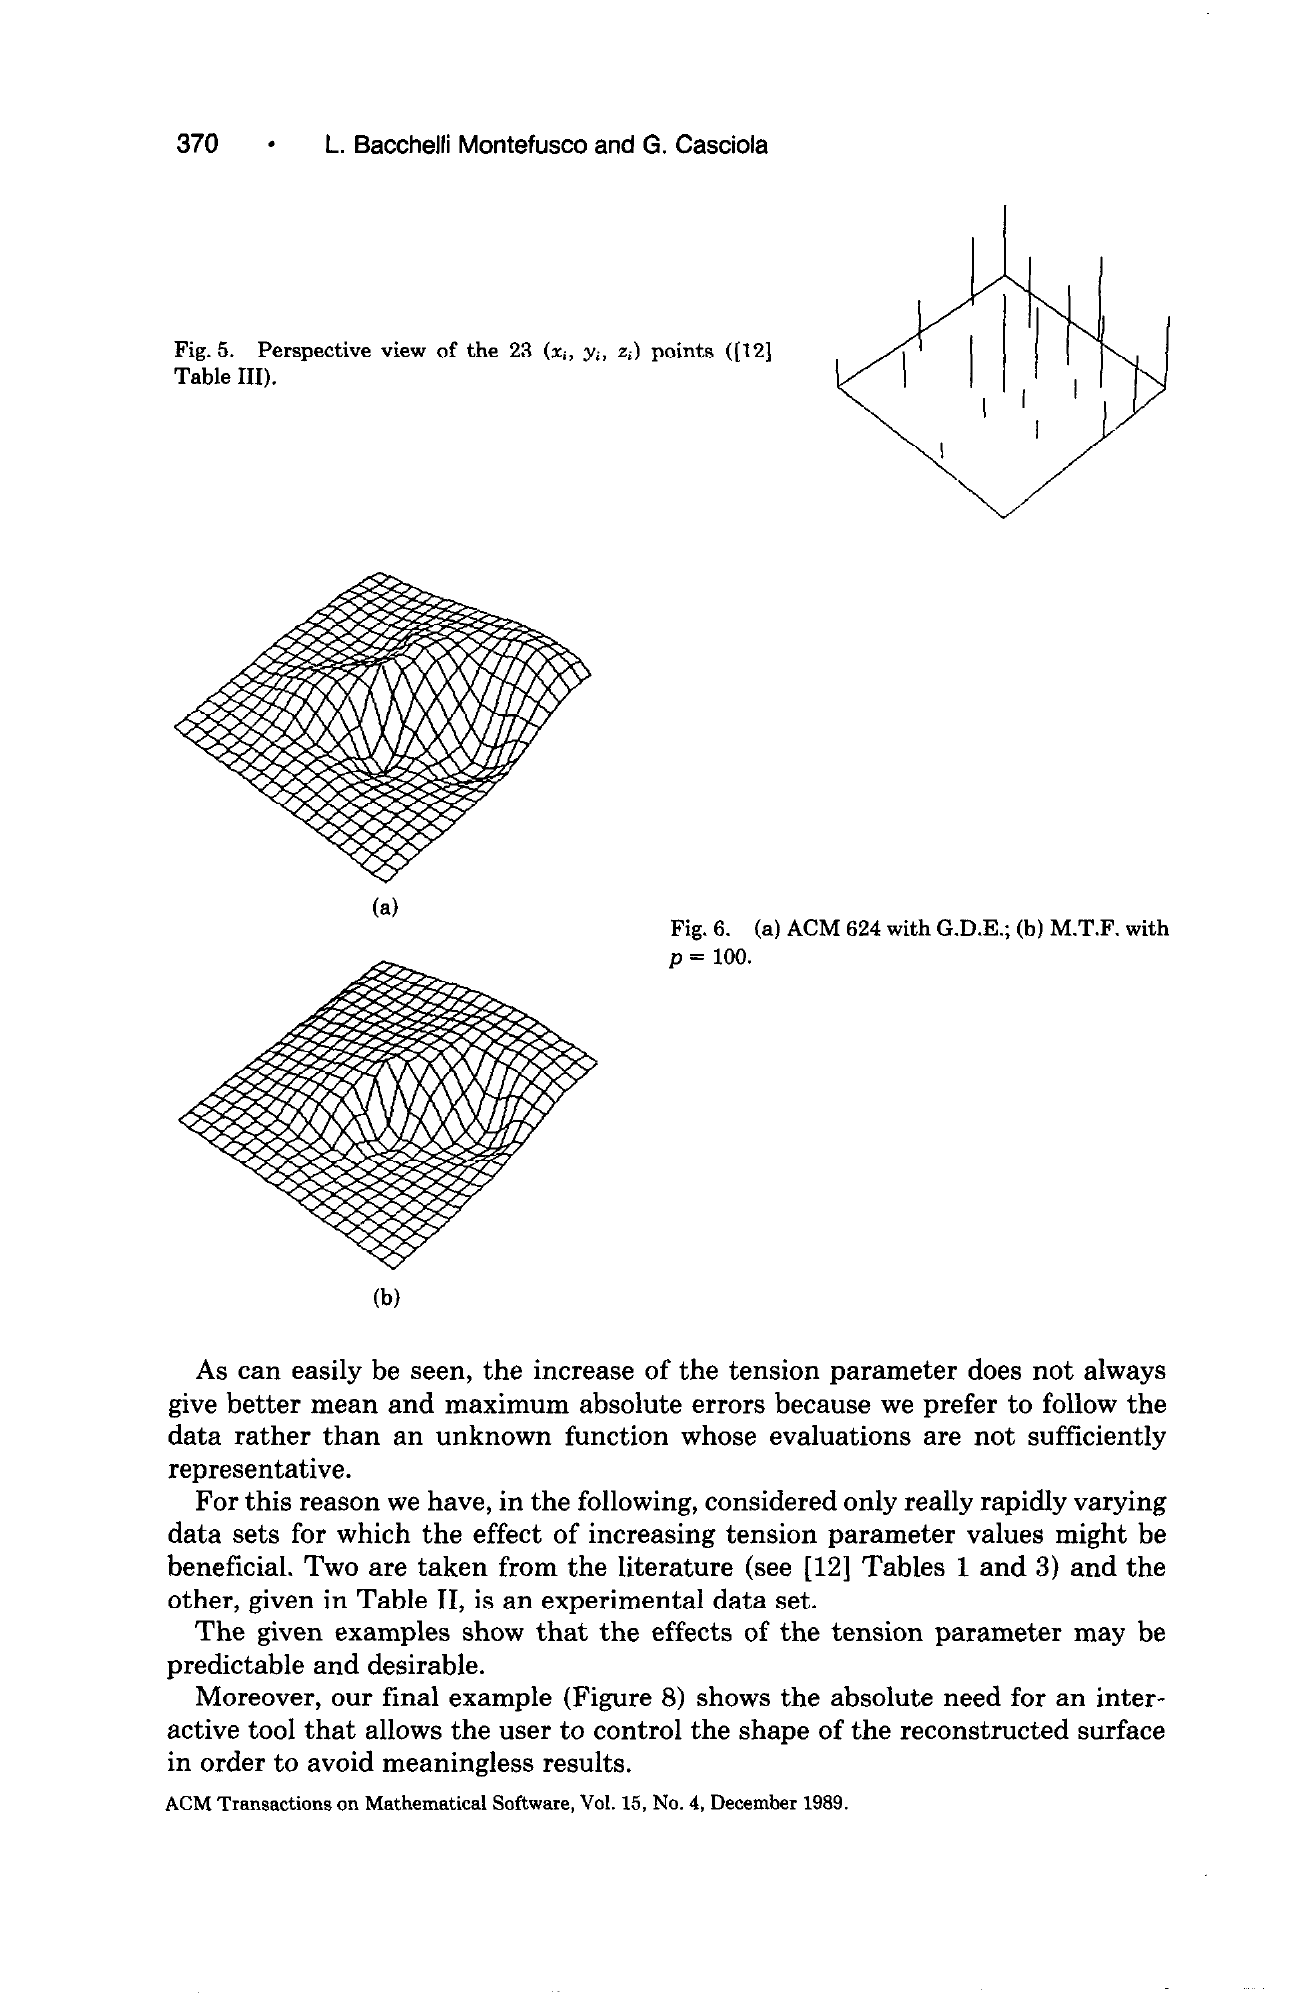 370 • L. Bacchelli Montefusco and G. Casciola
Fig. 5. Perspective view of the 23 (xi, yi, zi) points ([12]
Table III).
(a)
Fig. 6. (a) ACM 624 with G.D.E.; (b) M.T.F. with
p = 100.
(b)
As can easily be seen, the increase of the tension parameter does not always
give better mean and maximum absolute errors because we prefer to follow the
data rather than an unknown function whose evaluations are not sufficiently
representative.
For this reason we have, in the following, considered only really rapidly varying
data sets for which the effect of increasing tension parameter values might be
beneficial. Two are taken from the literature (see [12] Tables 1 and 3) and the
other, given in Table II, is an experimental data set.
The given examples show that the effects of the tension parameter may be
predictable and desirable.
Moreover, our final example (Figure 8) shows the absolute need for an inter-
active tool that allows the user to control the shape of the reconstructed surface
in order to avoid meaningless results.
ACM Transactions on Mathematical Software, Vol. 15, No. 4, December 1989.